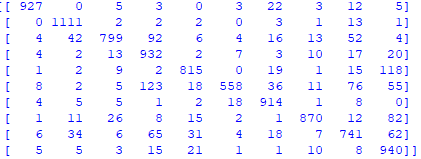 [[ 927 0 5 3 0 3 22 3 12 5]
[ 0 1111 2 2 2 0 3 1 13 1]
[ 4 42 799 92 6 4 16 13 52 4]
[ 4 2 13 932 2 7 3 10 17 20]
[ 1 2 9 2 815 0 19 1 15 118]
[ 8 2 5 123 18 558 36 11 76 55]
[ 4 5 5 1 2 18 914 1 8 0]
[ 1 11 26 8 15 2 1 870 12 82]
[ 6 34 6 65 31 4 18 7 741 62]
[ 5 5 3 15 21 1 1 10 8 940]]